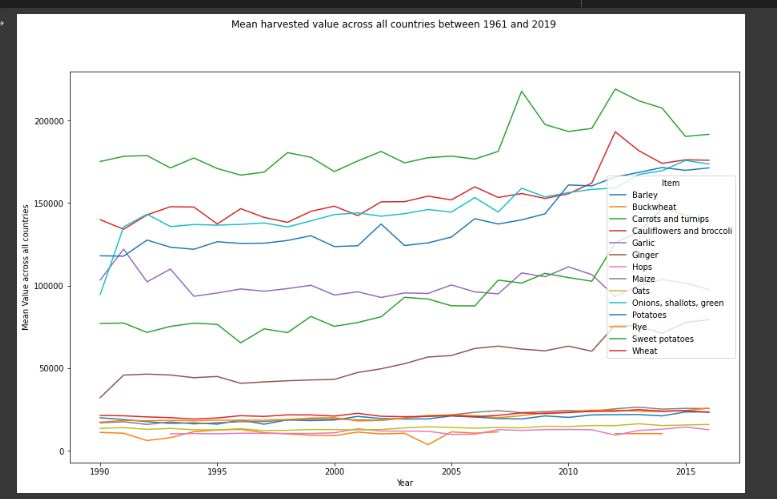 Mean harvested value across all countries between 1961 and 2019
Mean Value across all countries
200000
150000
100000
50000
0
Item
Barley
Buckwheat
Carrots and turnips
Cauliflowers and broccoli
Garlic
Ginger
Hops
Maize
Oats
Onions, shallots, green
Potatoes
Rye
Sweet potatoes
Wheat
1990 1995 2000 2005 2010 2015
Year